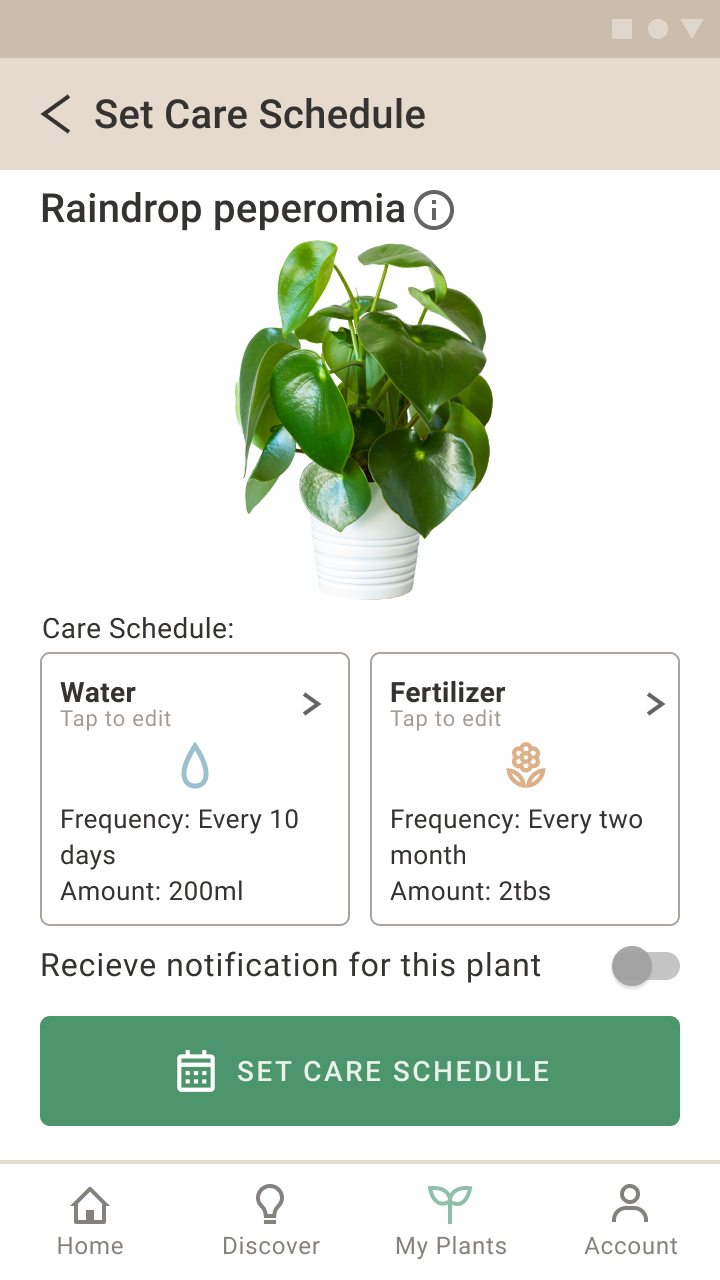 Set Care Schedule
Raindrop peperomia
Care Schedule:
Water
Tap to edit
Frequency: Every 10
days
Amount: 200ml
Fertilizer
Tap to edit
Frequency: Every two
month
Amount: 2tbs
Recieve notification for this plant
SET CARE SCHEDULE
Home
Discover
My Plants
Account